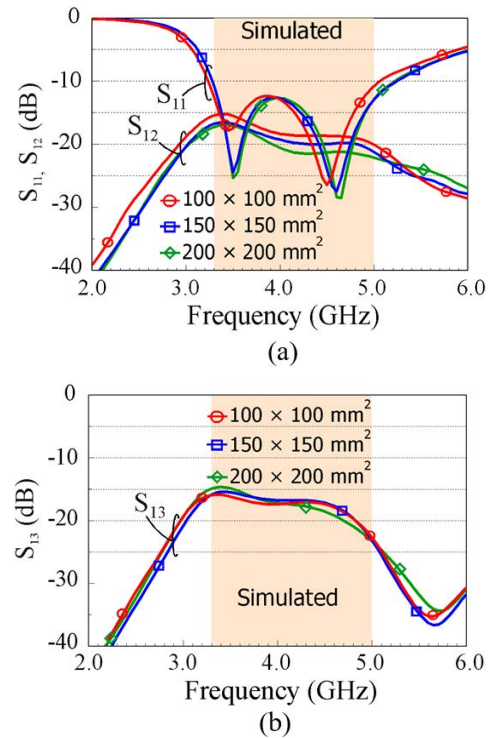 (a)
Simulated
0
-10
-20
-30
-40
S11, S12 (dB)
S11
S12
100 × 100 mm²
150 × 150 mm²
200 × 200 mm²
2.0 3.0 4.0 5.0 6.0
Frequency (GHz)
(a)
0
-10
-20
-30
-40
S13 (dB)
100 × 100 mm²
150 × 150 mm²
200 × 200 mm²
S13
Simulated
2.0 3.0 4.0 5.0 6.0
Frequency (GHz)
(b)